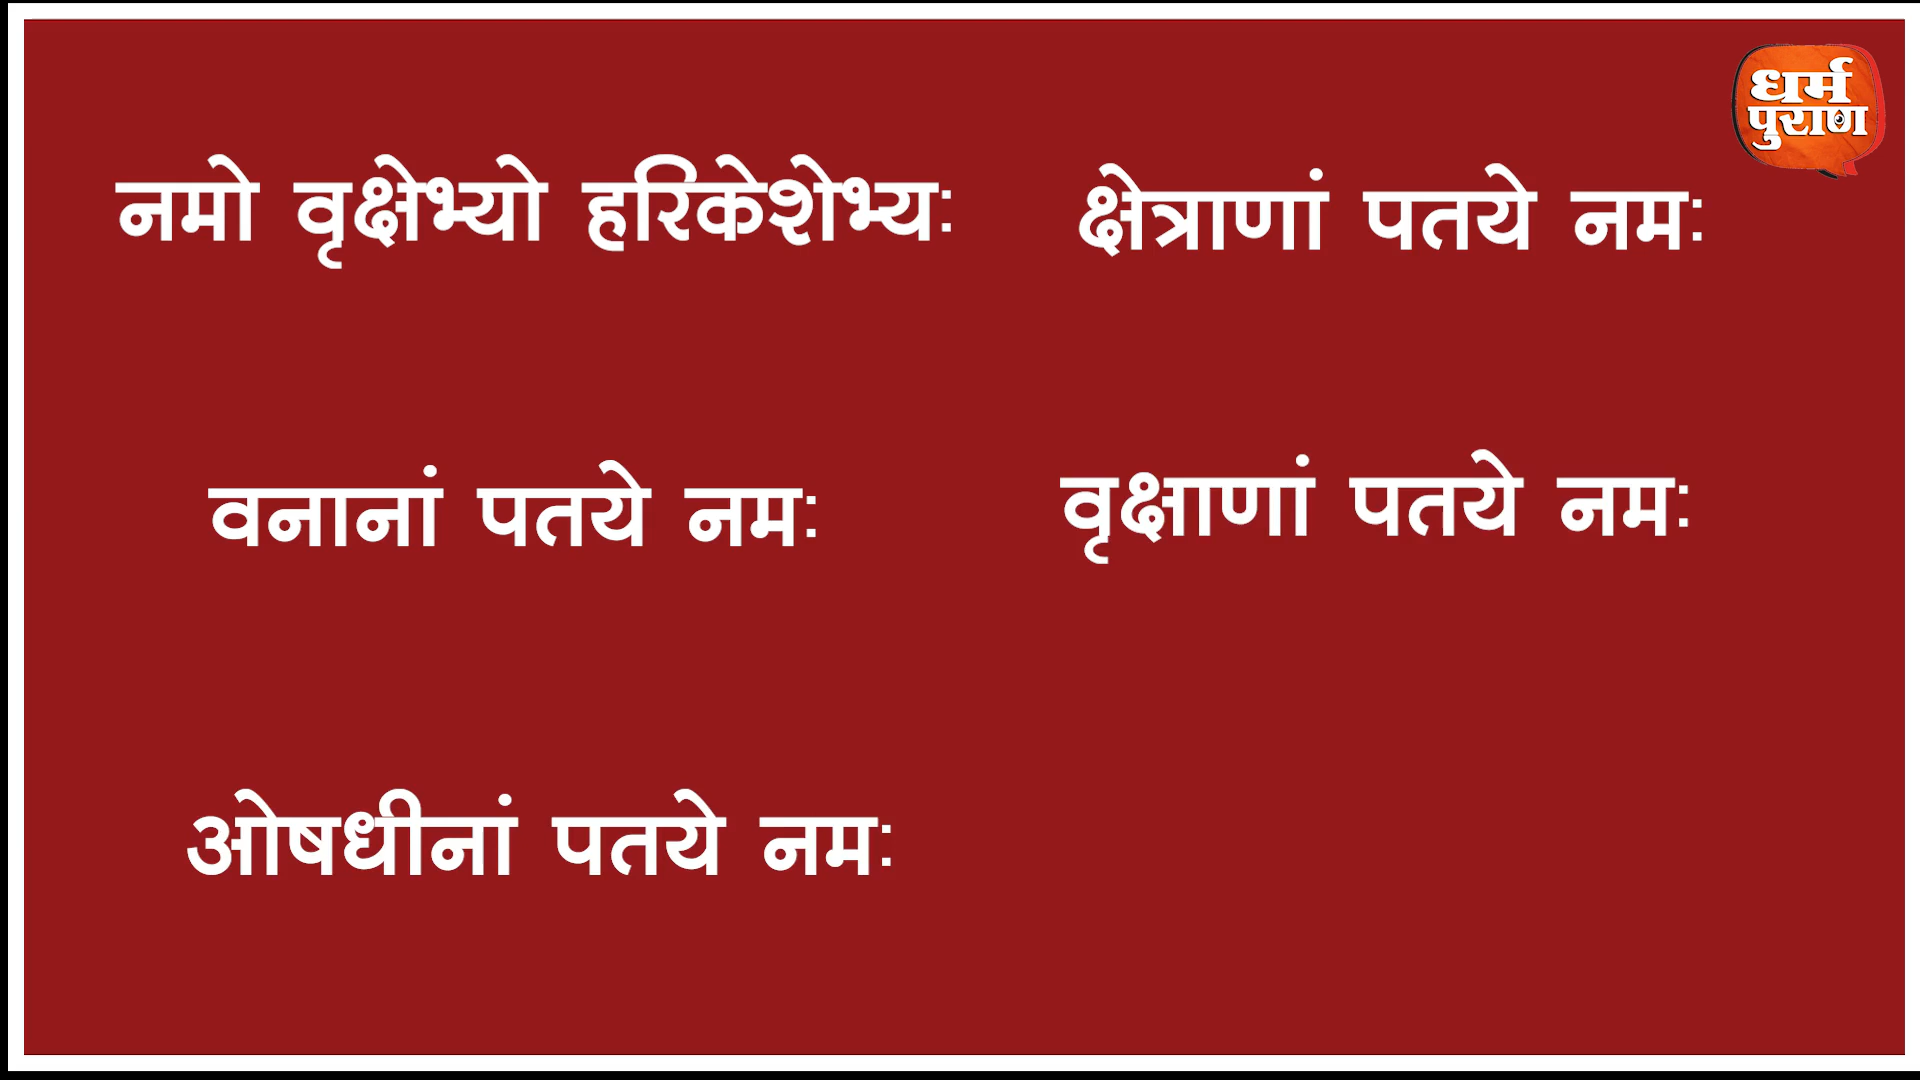 धर्म
पुराण
नमो वृक्षेभ्यो हरिकेशेभ्यः
क्षेत्राणां पतये नमः
वनानां पतये नमः
वृक्षाणां पतये नमः
ओषधीनां पतये नमः